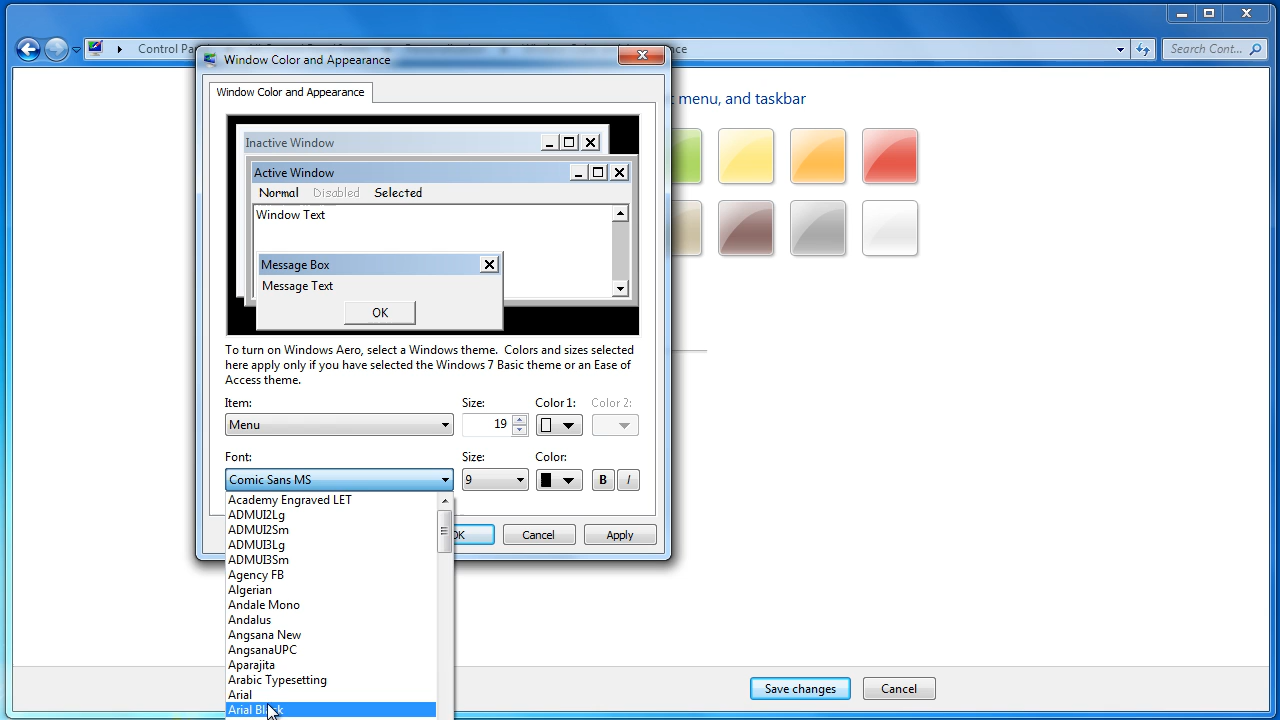 Control Pa
ce
Search Cont...
Window Color and Appearance
Window Color and Appearance
t menu, and taskbar
Inactive Window
Active Window
Normal Disabled Selected
Window Text
Message Box
Message Text
OK
To turn on Windows Aero, select a Windows theme. Colors and sizes selected
here apply only if you have selected the Windows 7 Basic theme or an Ease of
Access theme.
Item: Size: Color 1: Color 2:
Menu 19
Font: Size: Color:
Comic Sans MS 9 B I
Academy Engraved LET
ADMUI2Lg
ADMUI2Sm
ADMUI3Lg
OK Cancel Apply
ADMUI3Sm
Agency FB
Algerian
Andale Mono
Andalus
Angsana New
AngsanaUPC
Aparajita
Arabic Typesetting
Arial
Arial Black
Save changes Cancel